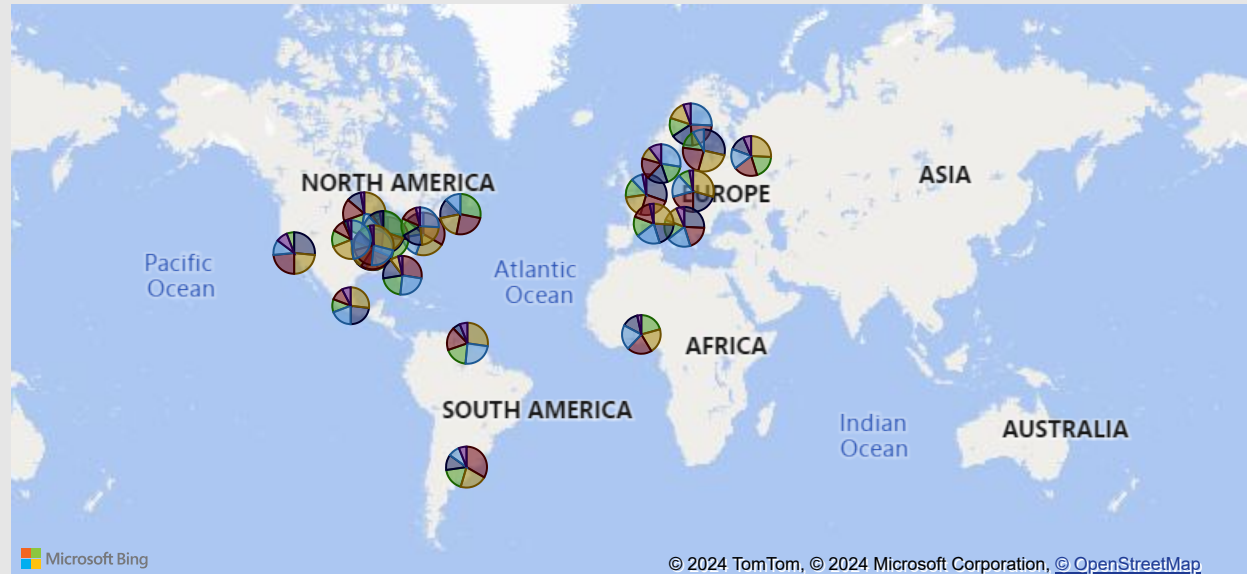 NORTH AMERICA
ASIA
EUROPE
Pacific
Ocean
Atlantic
Ocean
AFRICA
SOUTH AMERICA
Indian
Ocean
AUSTRALIA
Microsoft Bing
© 2024 TomTom, © 2024 Microsoft Corporation, © OpenStreetMap